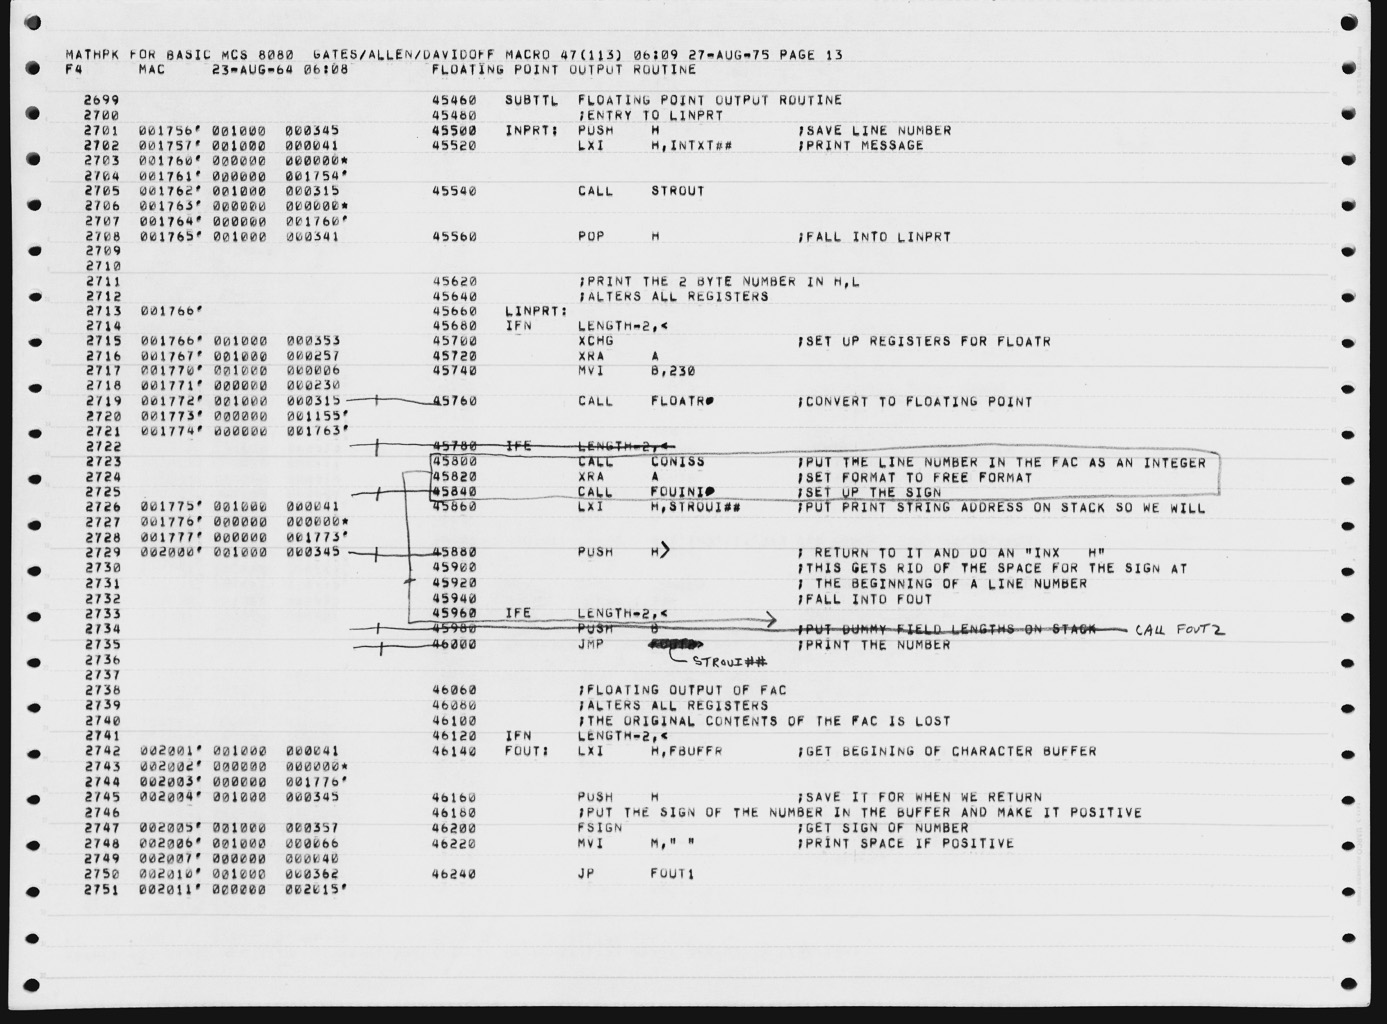 MATHPK FOR BASIC MCS 8080  GATES/ALLEN/DAVIDOFF MACRO 47(113) 06:09 27-AUG-75 PAGE 13
F4 MAC 23-AUG-64 06:08 FLOATING POINT OUTPUT ROUTINE
2699 45460 SUBTTL FLOATING POINT OUTPUT ROUTINE
2700 45480 ;ENTRY TO LINPRT
2701 001756' 001000 000345 45500 INPRT: PUSH H ;SAVE LINE NUMBER
2702 001757' 001000 000041 45520 LXI H,INTXT## ;PRINT MESSAGE
2703 001760' 000000 000000*
2704 001761' 000000 001754'
2705 001762' 001000 000315 45540 CALL STROUT
2706 001763' 000000 000000*
2707 001764' 000000 001760'
2708 001765' 001000 000341 45560 POP H ;FALL INTO LINPRT
2709
2710
2711 45620 ;PRINT THE 2 BYTE NUMBER IN H,L
2712 45640 ;ALTERS ALL REGISTERS
2713 001766' 45660 LINPRT:
2714 45680 IFN LENGTH-2,<
2715 001766' 001000 000353 45700 XCHG ;SET UP REGISTERS FOR FLOATR
2716 001767' 001000 000257 45720 XRA A
2717 001770' 001000 000006 45740 MVI B,230
2718 001771' 000000 000230
2719 001772' 001000 000315 45760 CALL FLOATR ;CONVERT TO FLOATING POINT
2720 001773' 000000 001155'
2721 001774' 000000 001763'
2722 45780 IFE LENGTH-2,<
2723 45800 CALL CONISS ;PUT THE LINE NUMBER IN THE FAC AS AN INTEGER
2724 45820 XRA A ;SET FORMAT TO FREE FORMAT
2725 45840 CALL FOUINI ;SET UP THE SIGN
2726 001775' 001000 000041 45860 LXI H,STROUI## ;PUT PRINT STRING ADDRESS ON STACK SO WE WILL
2727 001776' 000000 000000*
2728 001777' 000000 001773'
2729 002000' 001000 000345 45880 PUSH H> ; RETURN TO IT AND DO AN "INX H"
2730 45900 ;THIS GETS RID OF THE SPACE FOR THE SIGN AT
2731 45920 ; THE BEGINNING OF A LINE NUMBER
2732 45940 ;FALL INTO FOUT
2733 45960 IFE LENGTH-2,<
2734 45980 PUSH B ;PUT DUMMY FIELD LENGTHS ON STACK CALL FOUT2
2735 46000 JMP ;PRINT THE NUMBER
2736 STROUI##
2737
2738 46060 ;FLOATING OUTPUT OF FAC
2739 46080 ;ALTERS ALL REGISTERS
2740 46100 ;THE ORIGINAL CONTENTS OF THE FAC IS LOST
2741 46120 IFN LENGTH-2,<
2742 002001' 001000 000041 46140 FOUT: LXI H,FBUFFR ;GET BEGINING OF CHARACTER BUFFER
2743 002002' 000000 000000*
2744 002003' 000000 001776'
2745 002004' 001000 000345 46160 PUSH H ;SAVE IT FOR WHEN WE RETURN
2746 46180 ;PUT THE SIGN OF THE NUMBER IN THE BUFFER AND MAKE IT POSITIVE
2747 002005' 001000 000357 46200 FSIGN ;GET SIGN OF NUMBER
2748 002006' 001000 000066 46220 MVI M," " ;PRINT SPACE IF POSITIVE
2749 002007' 000000 000040
2750 002010' 001000 000362 46240 JP FOUT1
2751 002011' 000000 002015'